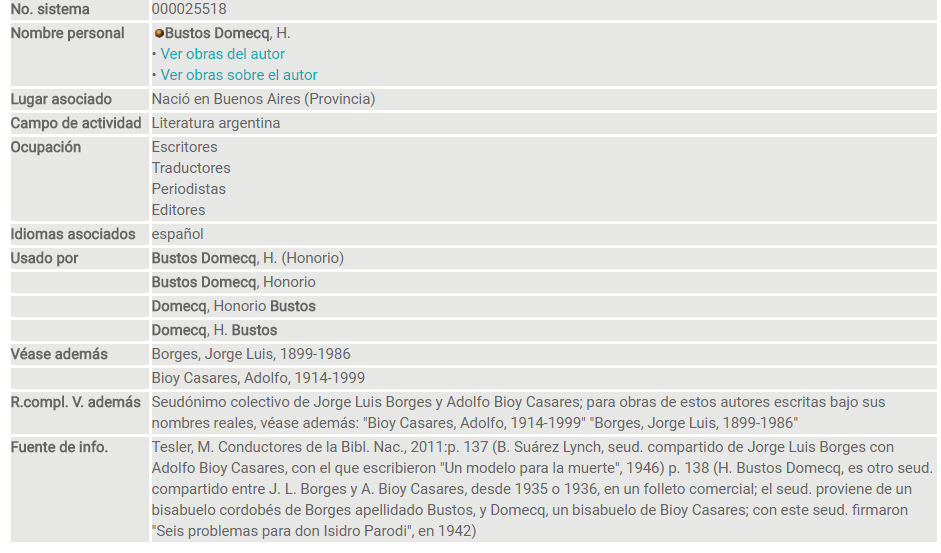 No. sistema 000025518
Nombre personal Bustos Domecq, H.
• Ver obras del autor
• Ver obras sobre el autor
Lugar asociado Nació en Buenos Aires (Provincia)
Campo de actividad Literatura argentina
Ocupación Escritores
Traductores
Periodistas
Editores
Idiomas asociados español
Usado por Bustos Domecq, H. (Honorio)
Bustos Domecq, Honorio
Domecq, Honorio Bustos
Domecq, H. Bustos
Véase además Borges, Jorge Luis, 1899-1986
Bioy Casares, Adolfo, 1914-1999
R.compl. V. además Seudónimo colectivo de Jorge Luis Borges y Adolfo Bioy Casares; para obras de estos autores escritas bajo sus
nombres reales, véase además: "Bioy Casares, Adolfo, 1914-1999" "Borges, Jorge Luis, 1899-1986"
Fuente de info. Tesler, M. Conductores de la Bibl. Nac., 2011:p. 137 (B. Suárez Lynch, seud. compartido de Jorge Luis Borges con
Adolfo Bioy Casares, con el que escribieron "Un modelo para la muerte", 1946) p. 138 (H. Bustos Domecq, es otro seud.
compartido entre J. L. Borges y A. Bioy Casares, desde 1935 o 1936, en un folleto comercial; el seud. proviene de un
bisabuelo cordobés de Borges apellidado Bustos, y Domecq, un bisabuelo de Bioy Casares; con este seud. firmaron
"Seis problemas para don Isidro Parodi", en 1942)